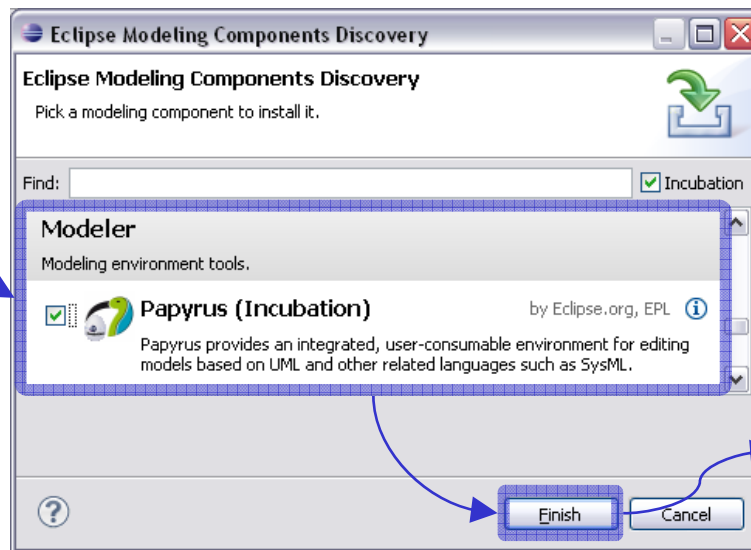 Eclipse Modeling Components Discovery
Eclipse Modeling Components Discovery
Pick a modeling component to install it.
Find:
Incubation
Modeler
Modeling environment tools.
Papyrus (Incubation) by Eclipse.org, EPL
Papyrus provides an integrated, user-consumable environment for editing
models based on UML and other related languages such as SysML.
Finish Cancel